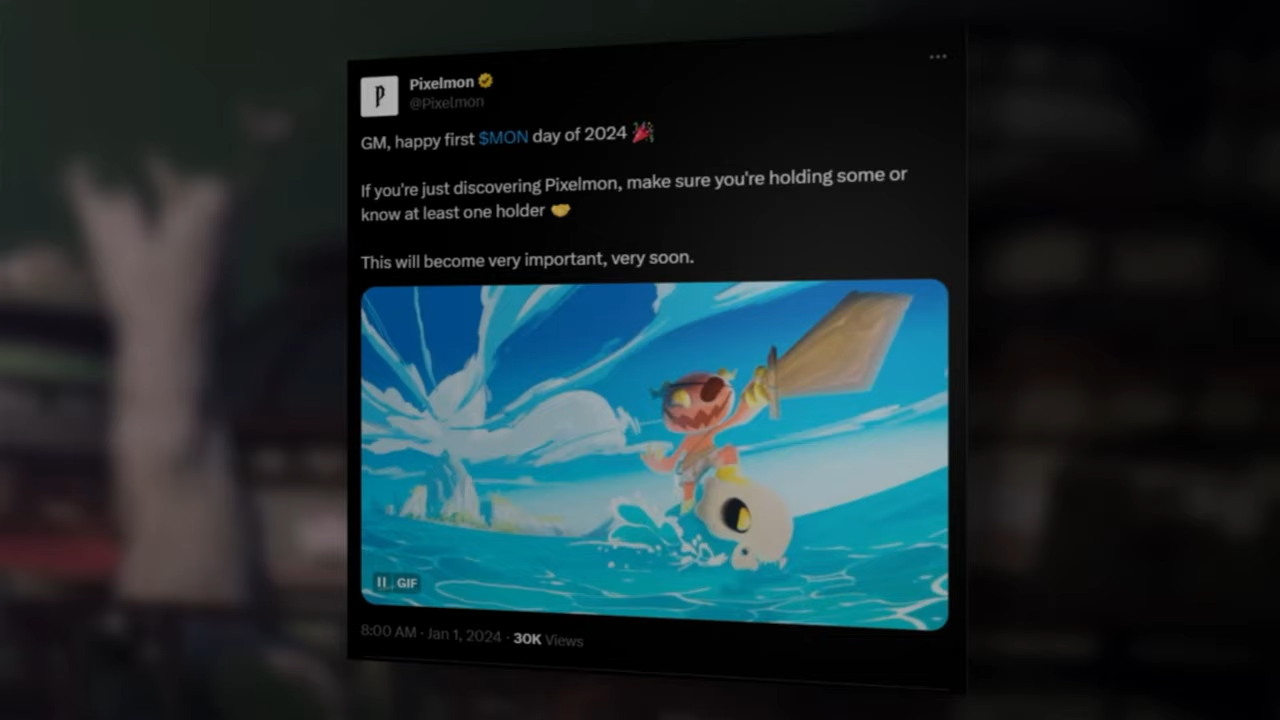 Pixelmon
@Pixelmon
GM, happy first $MON day of 2024 🎉
If you're just discovering Pixelmon, make sure you're holding some or
know at least one holder 🤝
This will become very important, very soon.
GIF
8:00 AM · Jan 1, 2024 · 30K Views